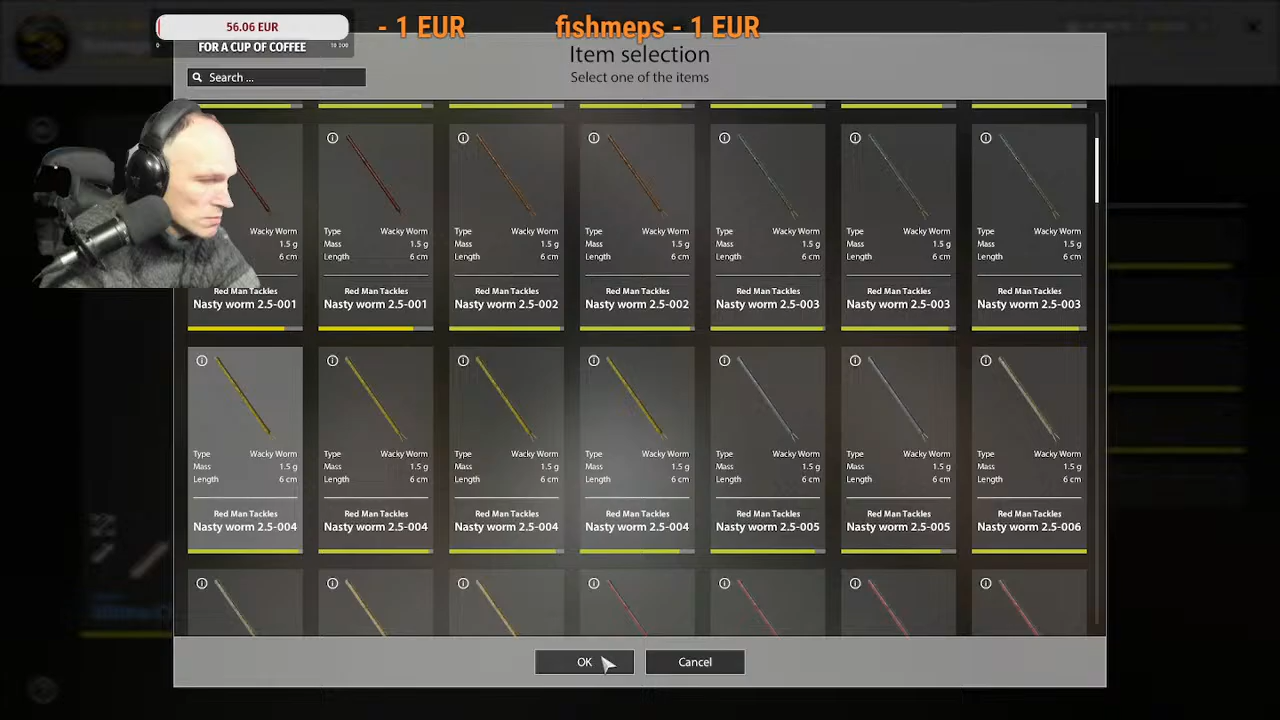 56.06 EUR
- 1 EUR
fishmeps - 1 EUR
0
FOR A CUP OF COFFEE
Item selection
Select one of the items
Search ...
Wacky Worm
1.5 g
6 cm
Red Man Tackles
Nasty worm 2.5-001
Type Wacky Worm
Mass 1.5 g
Length 6 cm
Red Man Tackles
Nasty worm 2.5-001
Type Wacky Worm
Mass 1.5 g
Length 6 cm
Red Man Tackles
Nasty worm 2.5-002
Type Wacky Worm
Mass 1.5 g
Length 6 cm
Red Man Tackles
Nasty worm 2.5-002
Type Wacky Worm
Mass 1.5 g
Length 6 cm
Red Man Tackles
Nasty worm 2.5-003
Type Wacky Worm
Mass 1.5 g
Length 6 cm
Red Man Tackles
Nasty worm 2.5-003
Type Wacky Worm
Mass 1.5 g
Length 6 cm
Red Man Tackles
Nasty worm 2.5-003
Type Wacky Worm
Mass 1.5 g
Length 6 cm
Red Man Tackles
Nasty worm 2.5-004
Type Wacky Worm
Mass 1.5 g
Length 6 cm
Red Man Tackles
Nasty worm 2.5-004
Type Wacky Worm
Mass 1.5 g
Length 6 cm
Red Man Tackles
Nasty worm 2.5-004
Type Wacky Worm
Mass 1.5 g
Length 6 cm
Red Man Tackles
Nasty worm 2.5-004
Type Wacky Worm
Mass 1.5 g
Length 6 cm
Red Man Tackles
Nasty worm 2.5-005
Type Wacky Worm
Mass 1.5 g
Length 6 cm
Red Man Tackles
Nasty worm 2.5-005
Type Wacky Worm
Mass 1.5 g
Length 6 cm
Red Man Tackles
Nasty worm 2.5-006
OK
Cancel